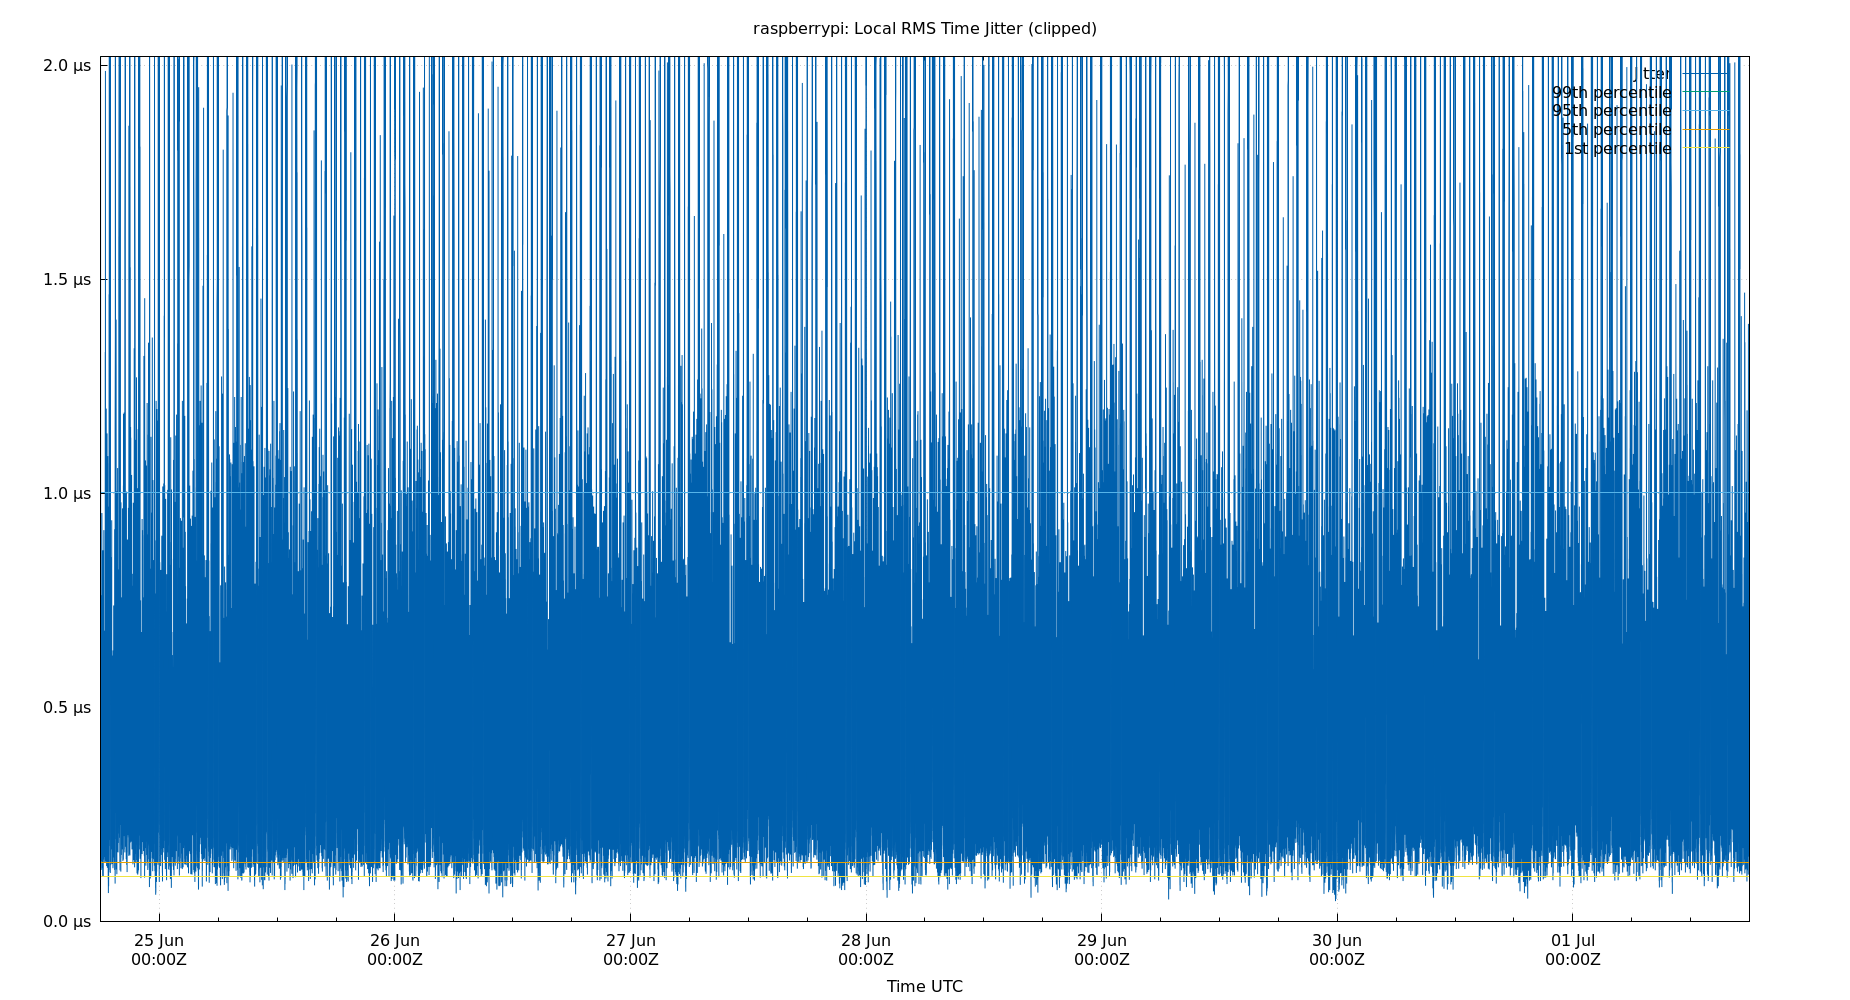 raspberrypi: Local RMS Time Jitter (clipped)
2.0 µs
1.5 µs
1.0 µs
0.5 µs
0.0 µs
jitter
99th percentile
95th percentile
5th percentile
1st percentile
25 Jun 26 Jun 27 Jun 28 Jun 29 Jun 30 Jun 01 Jul
00:00Z 00:00Z 00:00Z 00:00Z 00:00Z 00:00Z 00:00Z
Time UTC